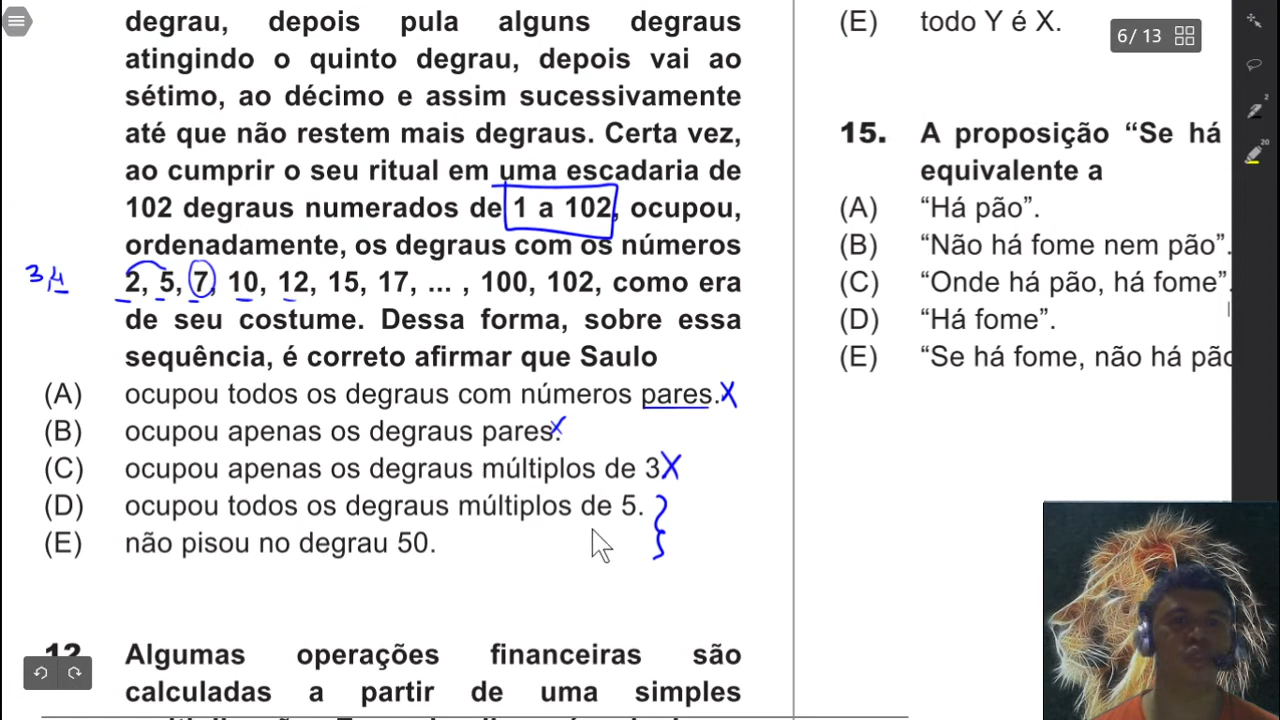 degrau, depois pula alguns degraus
atingindo o quinto degrau, depois vai ao
sétimo, ao décimo e assim sucessivamente
até que não restem mais degraus. Certa vez,
ao cumprir o seu ritual em uma escadaria de
102 degraus numerados de 1 a 102, ocupou,
ordenadamente, os degraus com os números
3,4
2, 5, 7, 10, 12, 15, 17, ... , 100, 102, como era
de seu costume. Dessa forma, sobre essa
sequência, é correto afirmar que Saulo
(A) ocupou todos os degraus com números pares. X
(B) ocupou apenas os degraus pares. X
(C) ocupou apenas os degraus múltiplos de 3 X
(D) ocupou todos os degraus múltiplos de 5.
(E) não pisou no degrau 50.
12 Algumas operações financeiras são
calculadas a partir de uma simples
(E) todo Y é X.
6 / 13
15. A proposição “Se há
equivalente a
(A) “Há pão”.
(B) “Não há fome nem pão”.
(C) “Onde há pão, há fome”.
(D) “Há fome”.
(E) “Se há fome, não há pão
2
20